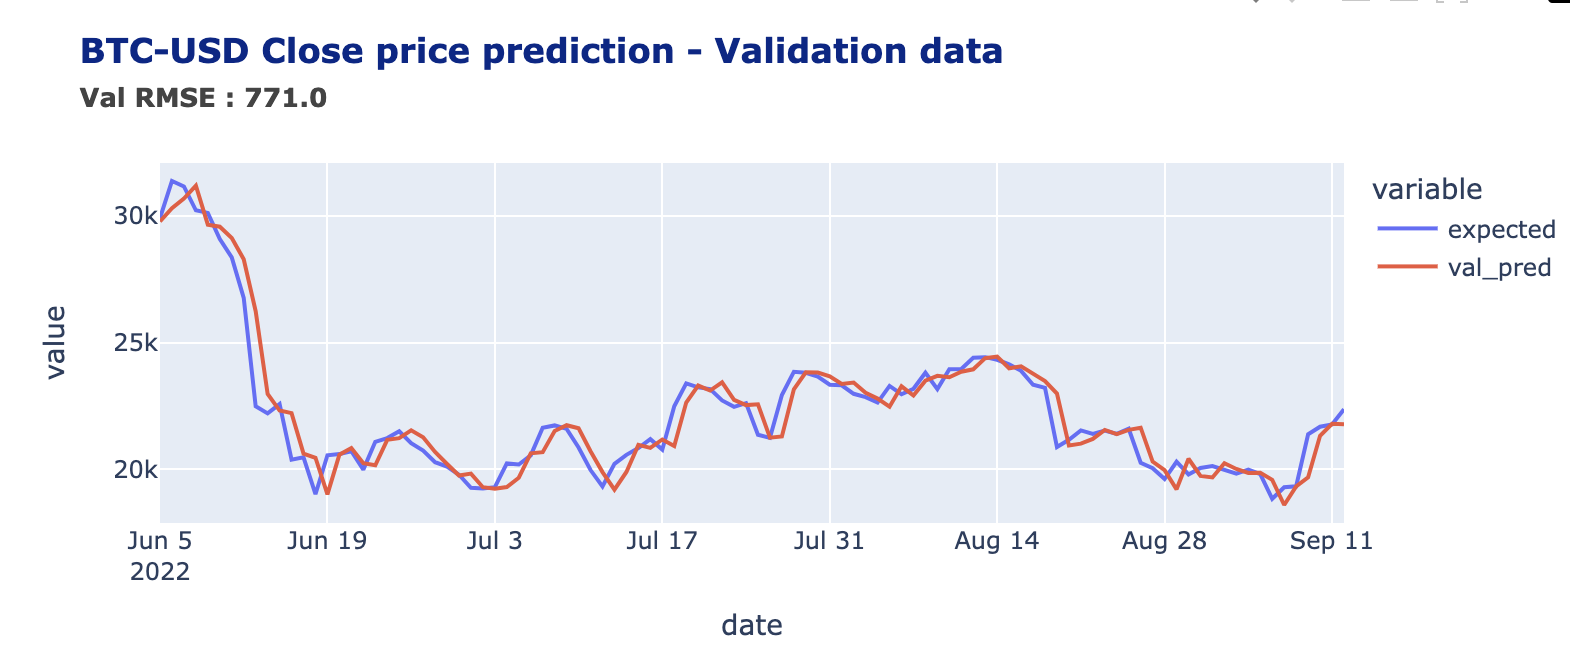 BTC-USD Close price prediction - Validation data
Val RMSE : 771.0
variable
expected
val_pred
value
30k
25k
20k
Jun 5 Jun 19 Jul 3 Jul 17 Jul 31 Aug 14 Aug 28 Sep 11
2022
date